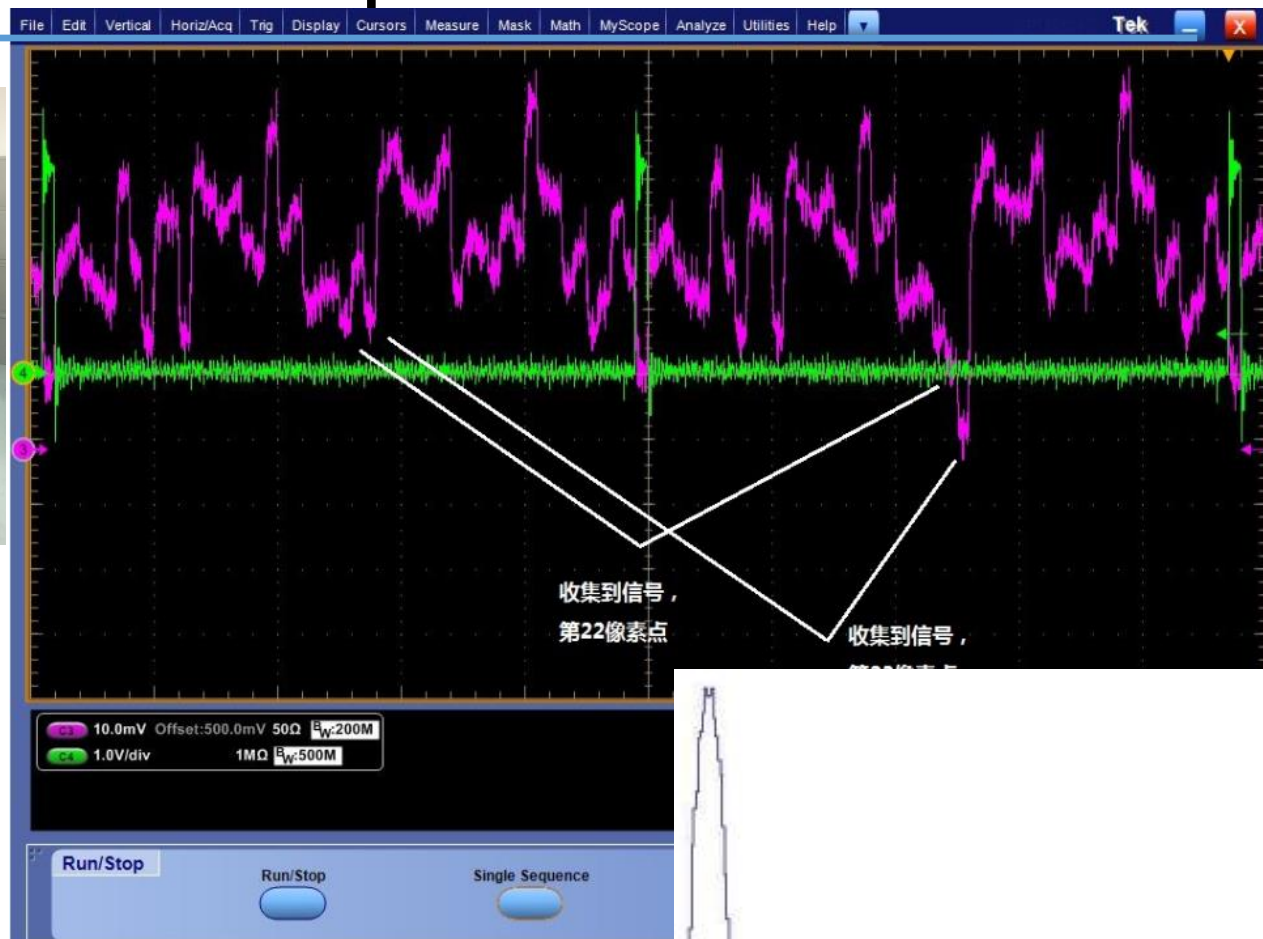 File Edit Vertical Horiz/Acq Trig Display Cursors Measure Mask Math MyScope Analyze Utilities Help Tek X
4
3
收集到信号，
第22像素点
收集到信号，
C3 10.0mV Offset:500.0mV 50Ω BW:200M
C4 1.0V/div 1MΩ BW:500M
Run/Stop
Run/Stop Single Sequence